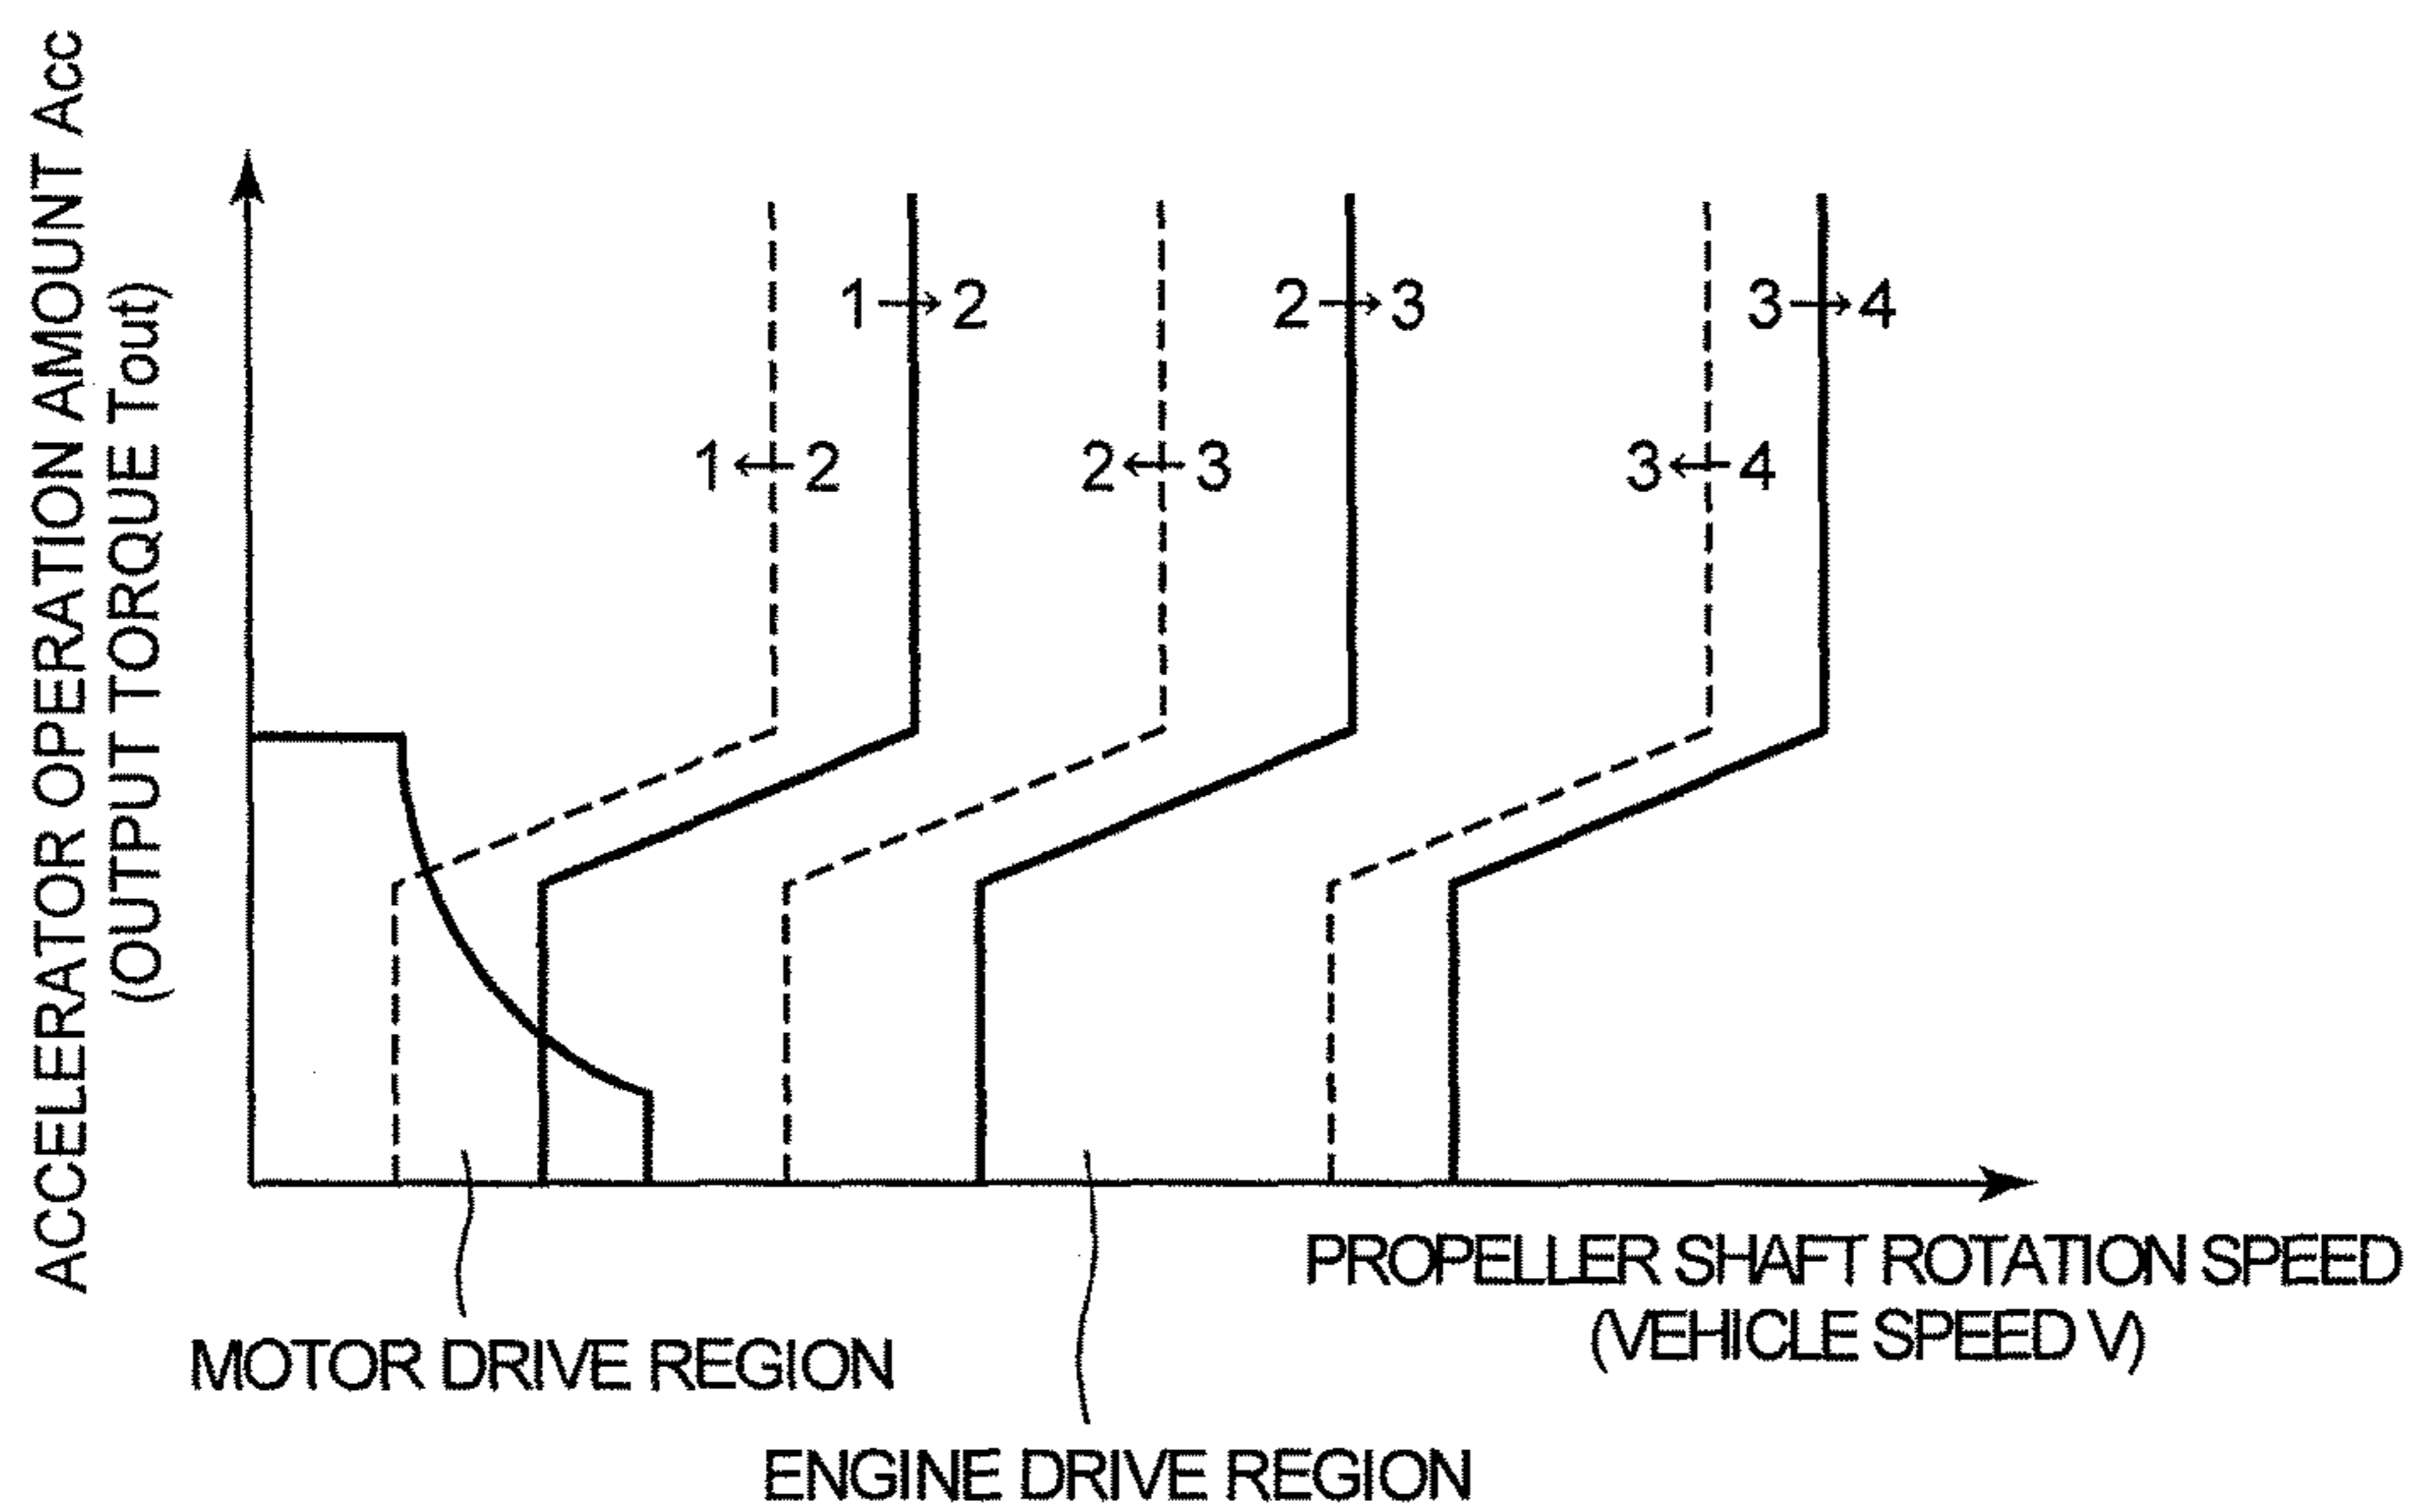 ACCELERATOR OPERATION AMOUNT Acc
(OUTPUT TORQUE Tout)
1→2
2→3
3→4
1←2
2←3
3←4
PROPELLER SHAFT ROTATION SPEED
(VEHICLE SPEED V)
MOTOR DRIVE REGION
ENGINE DRIVE REGION